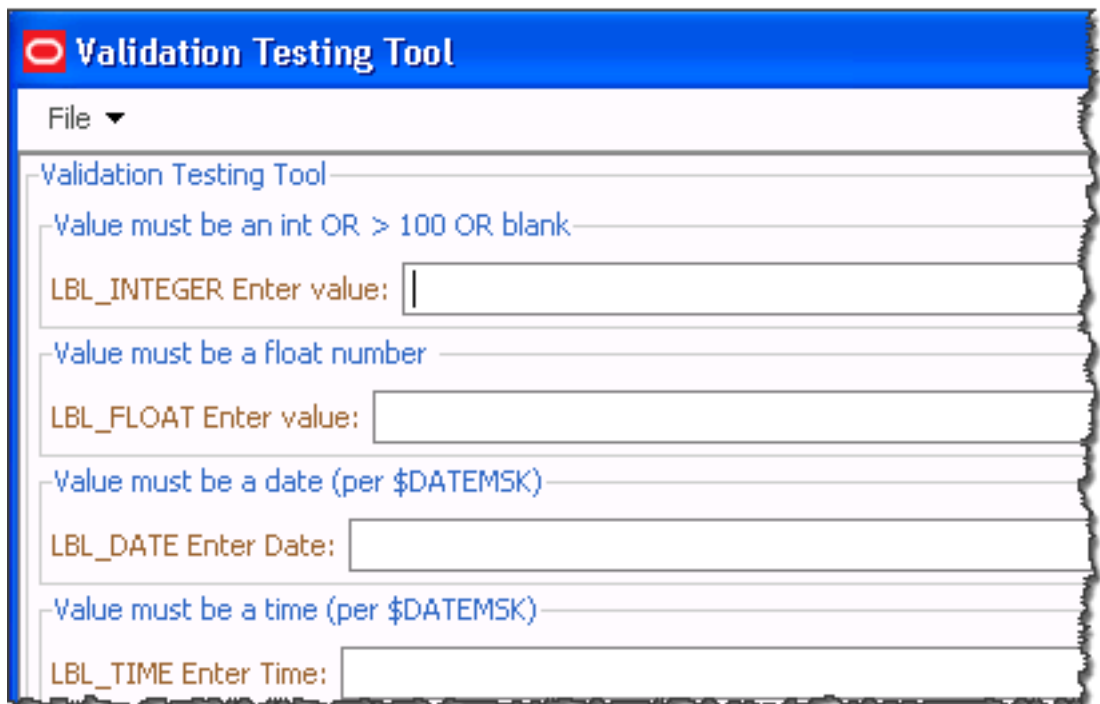 Validation Testing Tool
File
Validation Testing Tool
Value must be an int OR > 100 OR blank
LBL_INTEGER Enter value:
Value must be a float number
LBL_FLOAT Enter value:
Value must be a date (per $DATEMSK)
LBL_DATE Enter Date:
Value must be a time (per $DATEMSK)
LBL_TIME Enter Time: